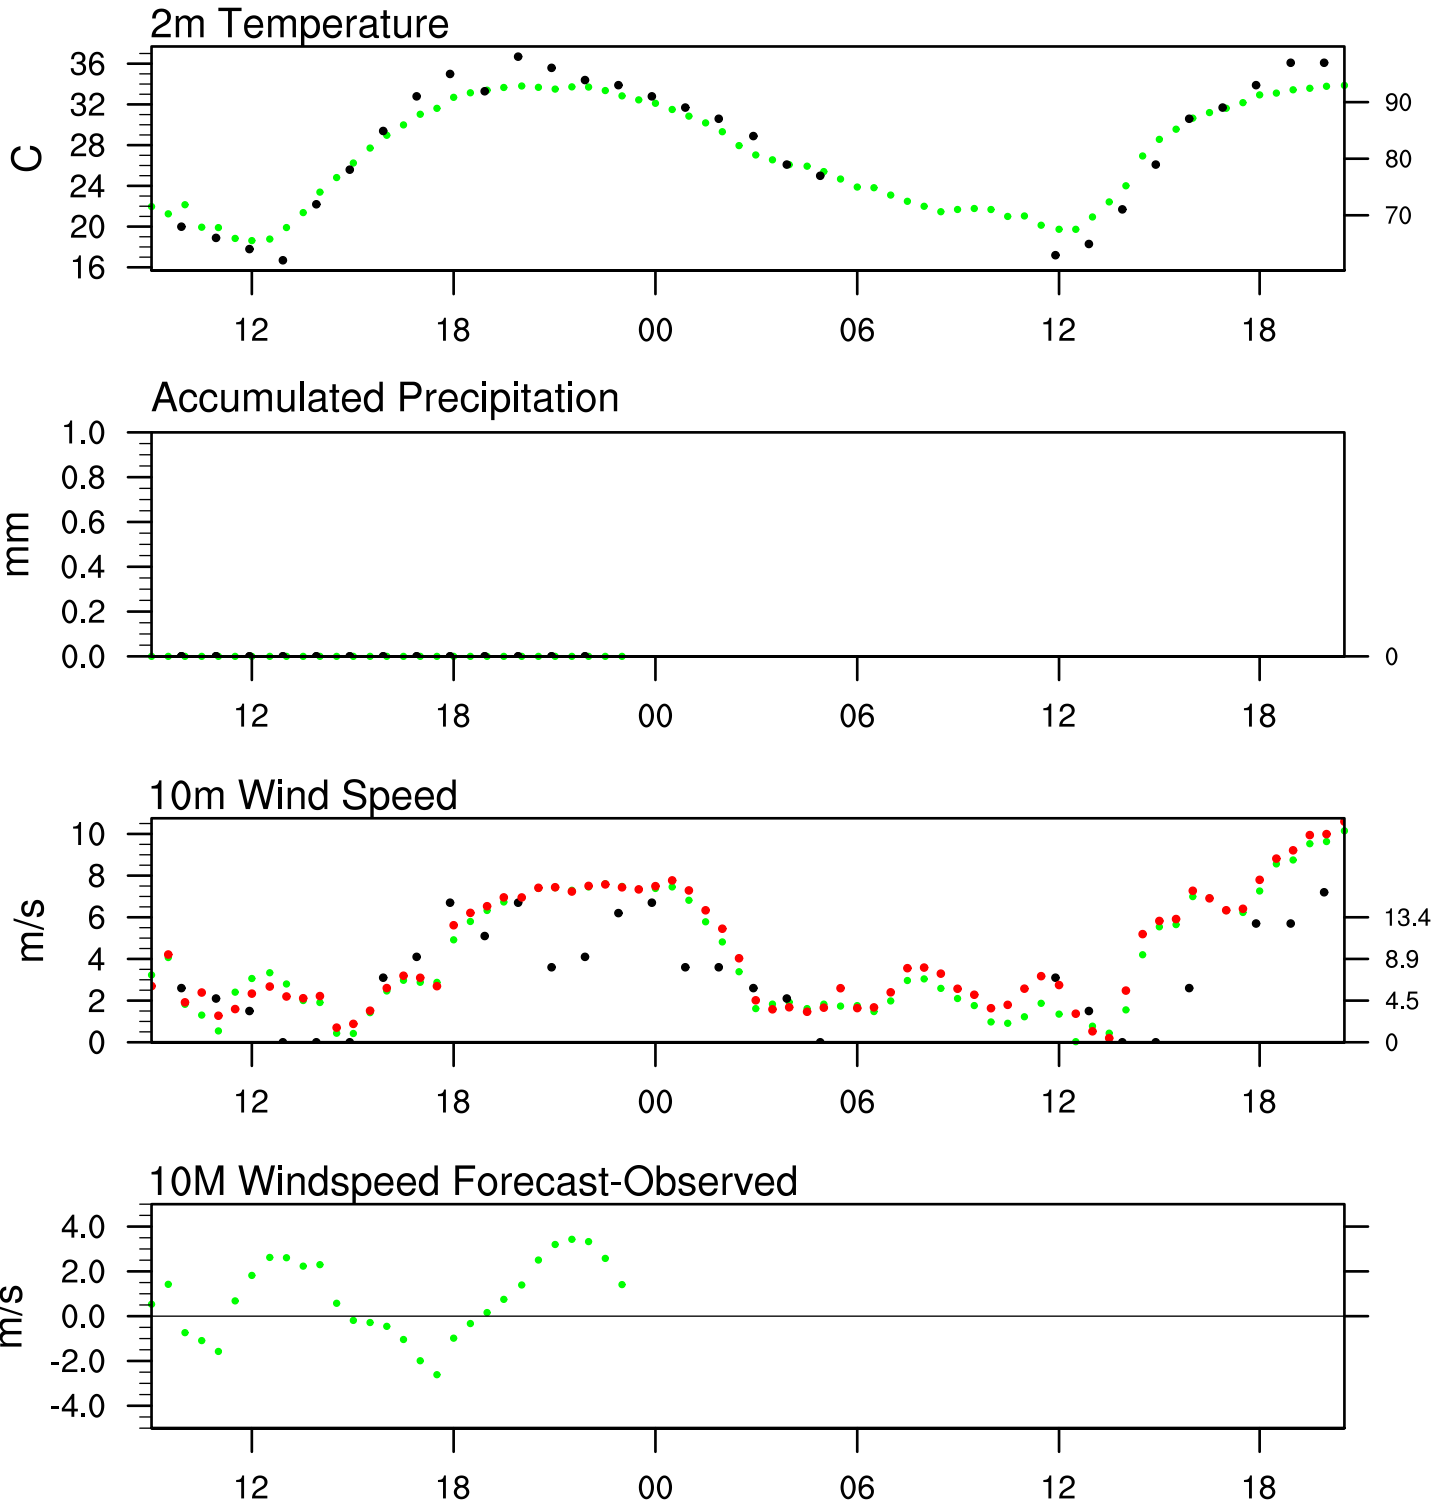 2m Temperature
36
32
28
24
20
16
C
90
80
70
12 18 00 06 12 18
Accumulated Precipitation
1.0
0.8
0.6
0.4
0.2
0.0
mm
0
12 18 00 06 12 18
10m Wind Speed
10
8
6
4
2
0
m/s
13.4
8.9
4.5
0
12 18 00 06 12 18
10M Windspeed Forecast-Observed
4.0
2.0
0.0
-2.0
-4.0
m/s
12 18 00 06 12 18